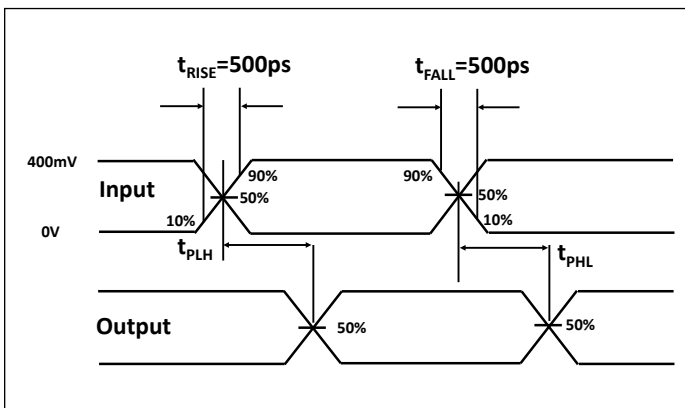 tRISE=500ps
tFALL=500ps
400mV
90%
90%
Input
50%
50%
10%
10%
0V
tPLH
tPHL
Output
50%
50%